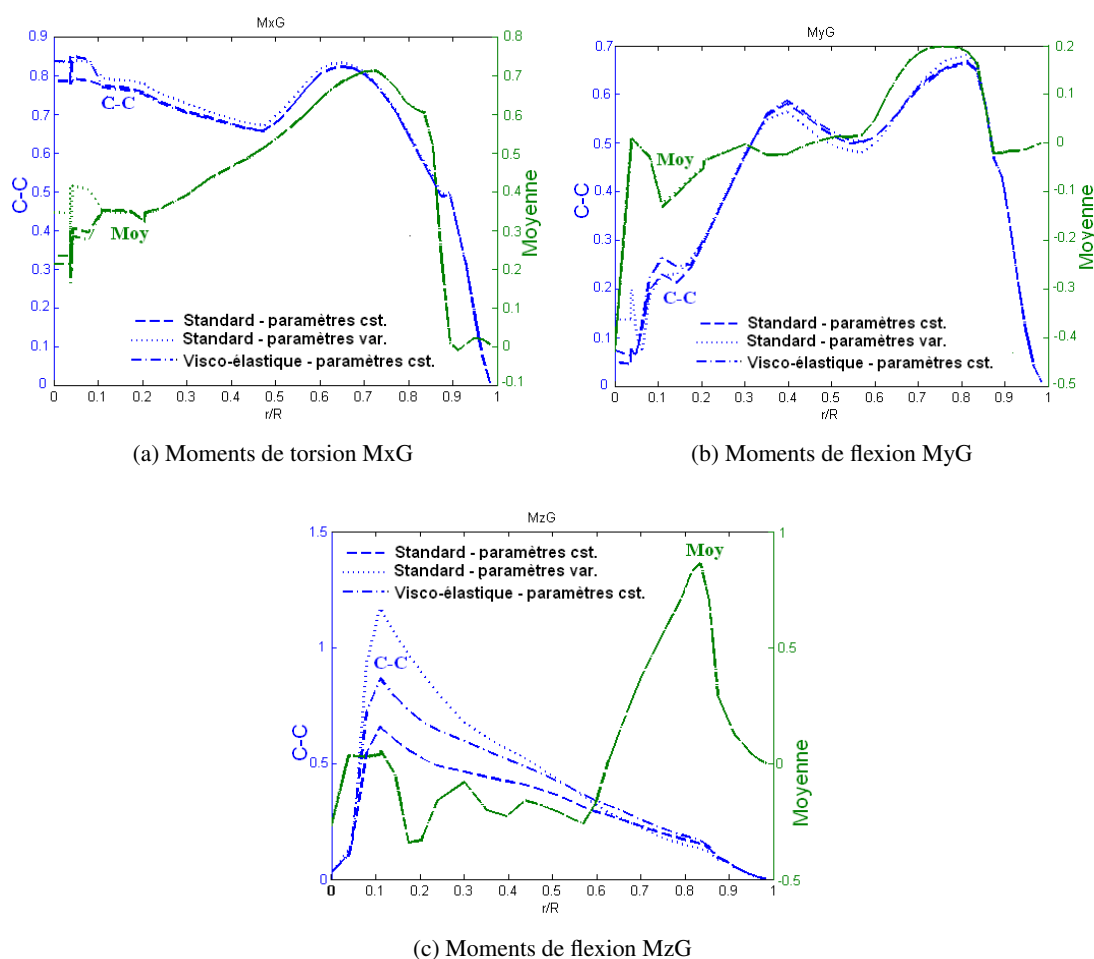 MxG
0.9
0.8
0.7
0.6
0.5
0.4
0.3
0.2
0.1
0
C-C
0.8
0.7
0.6
0.5
0.4
0.3
0.2
0.1
0
-0.1
Moyenne
C-C
Moy
Standard - paramètres cst.
Standard - paramètres var.
Visco-élastique - paramètres cst.
0 0.1 0.2 0.3 0.4 0.5 0.6 0.7 0.8 0.9 1
r/R
(a) Moments de torsion MxG
MyG
0.7
0.6
0.5
0.4
0.3
0.2
0.1
0
C-C
0.2
0.1
0
-0.1
-0.2
-0.3
-0.4
-0.5
Moyenne
Moy
C-C
Standard - paramètres cst.
Standard - paramètres var.
Visco-élastique - paramètres cst.
0 0.1 0.2 0.3 0.4 0.5 0.6 0.7 0.8 0.9 1
r/R
(b) Moments de flexion MyG
MzG
1.5
1
0.5
0
C-C
1
0.5
0
-0.5
Moyenne
Standard - paramètres cst.
Standard - paramètres var.
Visco-élastique - paramètres cst.
Moy
C-C
0 0.1 0.2 0.3 0.4 0.5 0.6 0.7 0.8 0.9 1
r/R
(c) Moments de flexion MzG